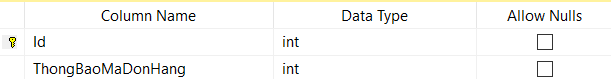 Column Name Data Type Allow Nulls
Id int
ThongBaoMaDonHang int